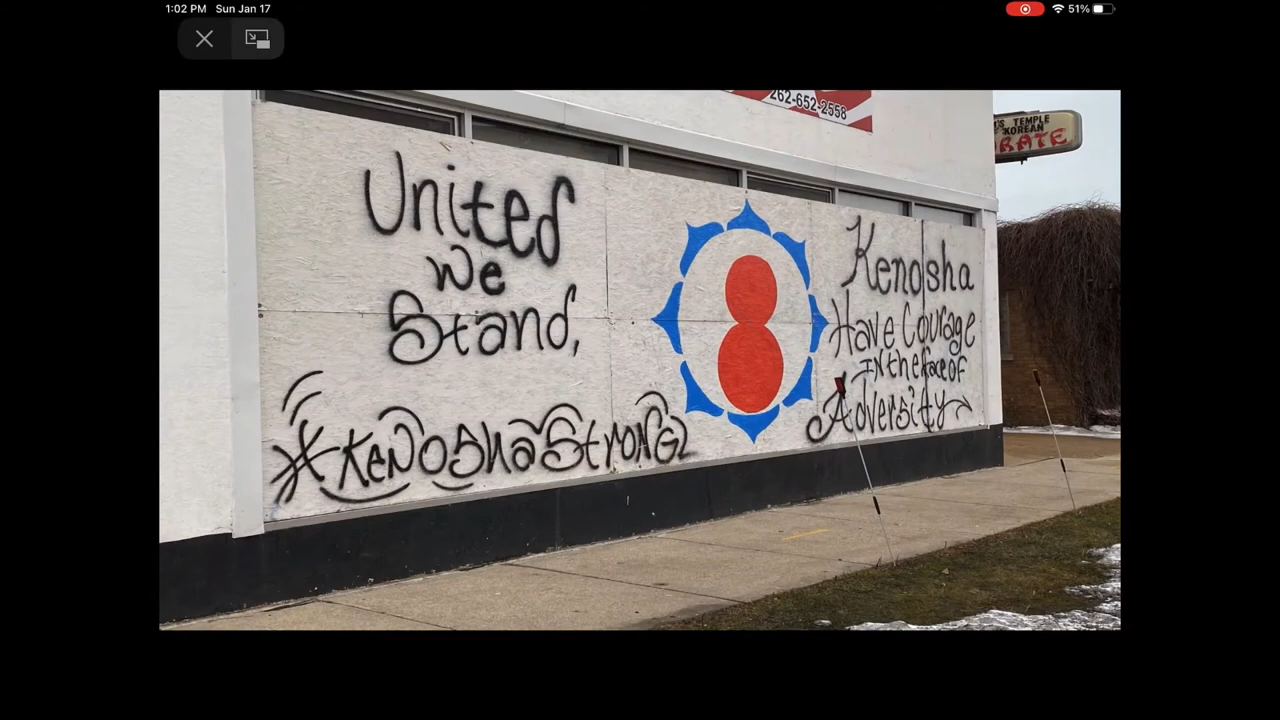 1:02 PM Sun Jan 17
51%
262-652-2558
'S TEMPLE
KOREAN
RATE
United
We
Stand,
#KenoshaStrong
Kenosha
Have Courage
In the face of
Adversity